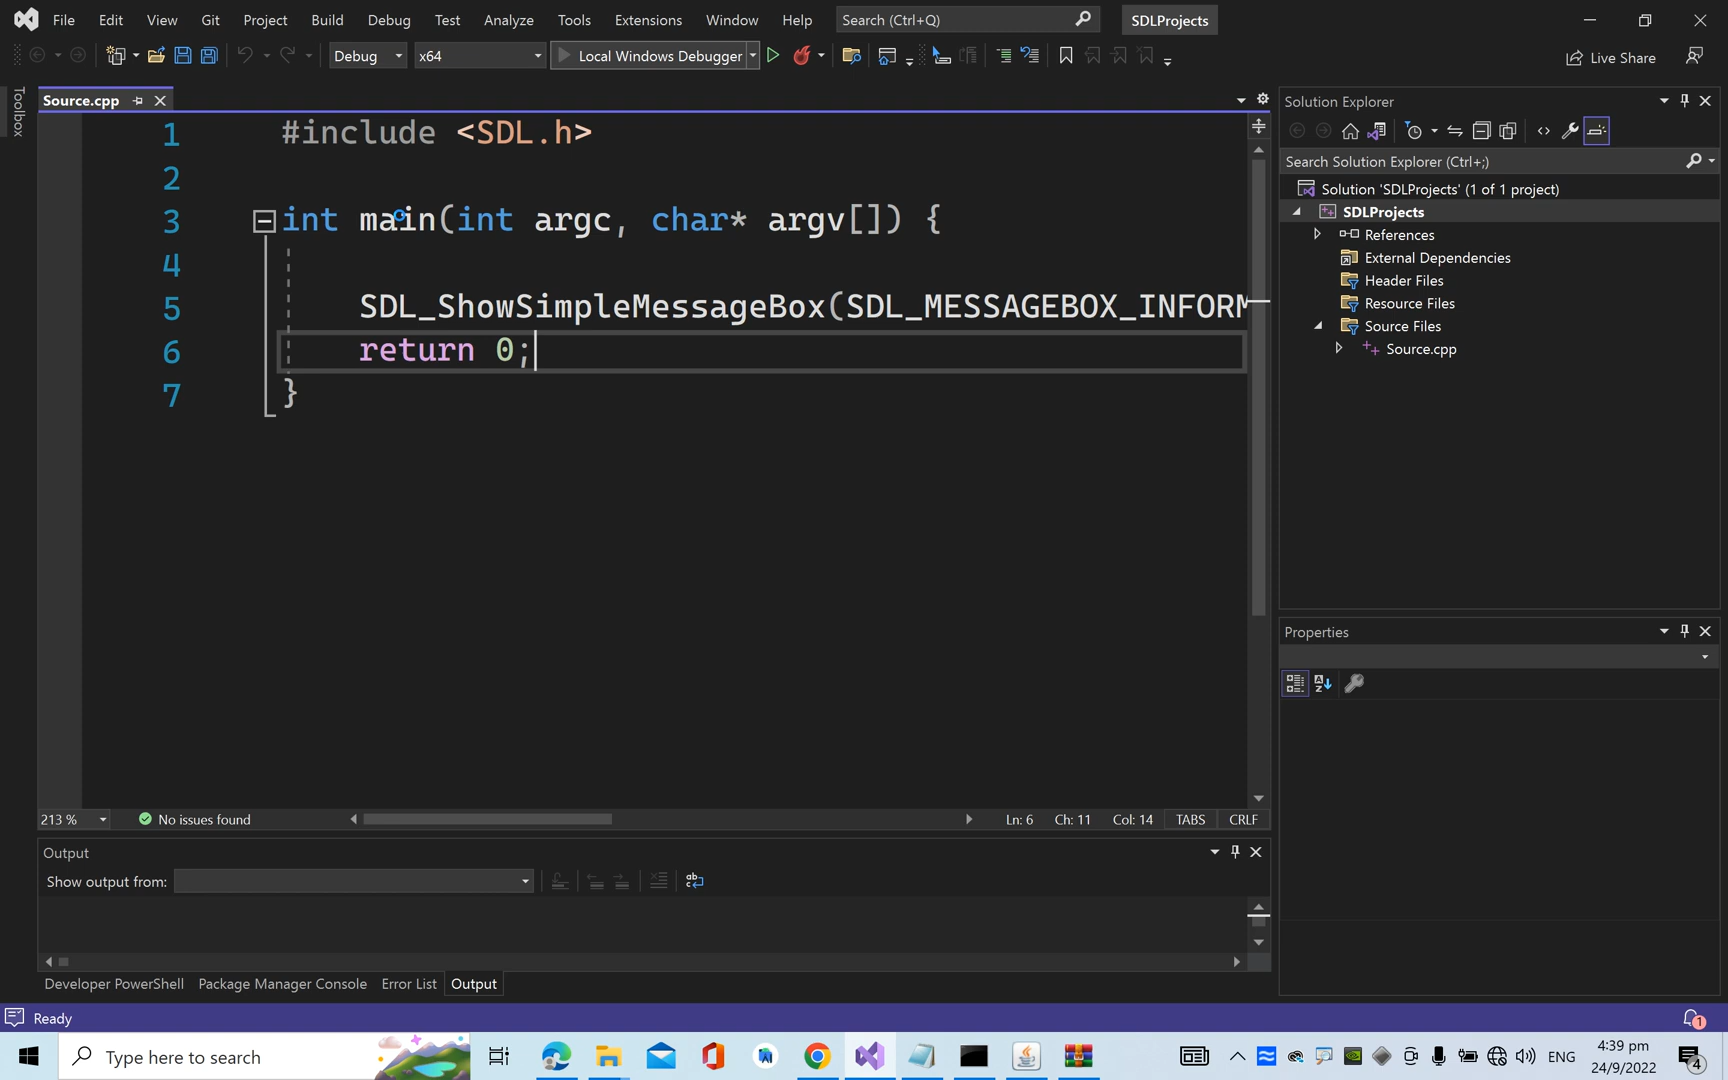 File Edit View Git Project Build Debug Test Analyze Tools Extensions Window Help Search (Ctrl+Q) SDLProjects
Debug x64 Local Windows Debugger Live Share
Toolbox
Source.cpp
1 #include <SDL.h>
2
3 int main(int argc, char* argv[]) {
4
5 SDL_ShowSimpleMessageBox(SDL_MESSAGEBOX_INFORM
6 return 0;
7 }
213 % No issues found Ln: 6 Ch: 11 Col: 14 TABS CRLF
Output
Show output from:
Developer PowerShell Package Manager Console Error List Output
Solution Explorer
Search Solution Explorer (Ctrl+;)
Solution 'SDLProjects' (1 of 1 project)
SDLProjects
References
External Dependencies
Header Files
Resource Files
Source Files
Source.cpp
Properties
Ready 1
Type here to search
ENG
4:39 pm
24/9/2022
4